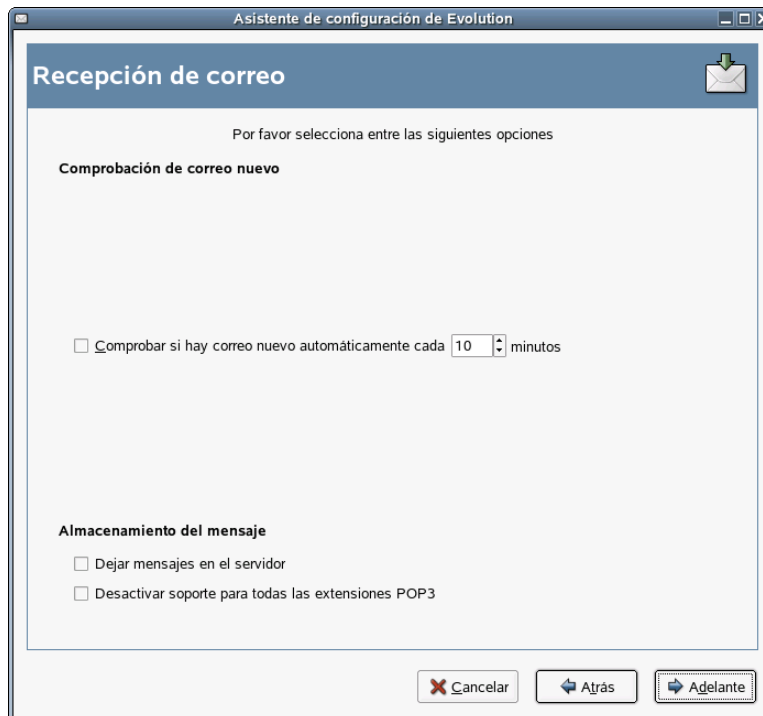 Asistente de configuración de Evolution
Recepción de correo
Por favor selecciona entre las siguientes opciones
Comprobación de correo nuevo
Comprobar si hay correo nuevo automáticamente cada 10 minutos
Almacenamiento del mensaje
Dejar mensajes en el servidor
Desactivar soporte para todas las extensiones POP3
Cancelar Atrás Adelante